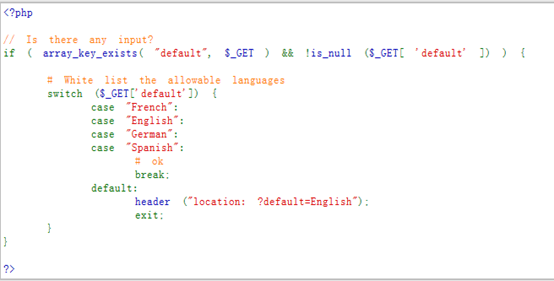 <?php
// Is there any input?
if ( array_key_exists( "default", $_GET ) && !is_null ($_GET[ 'default' ]) ) {
# White list the allowable languages
switch ($_GET['default']) {
case "French":
case "English":
case "German":
case "Spanish":
# ok
break;
default:
header ("location: ?default=English");
exit;
}
}
?>